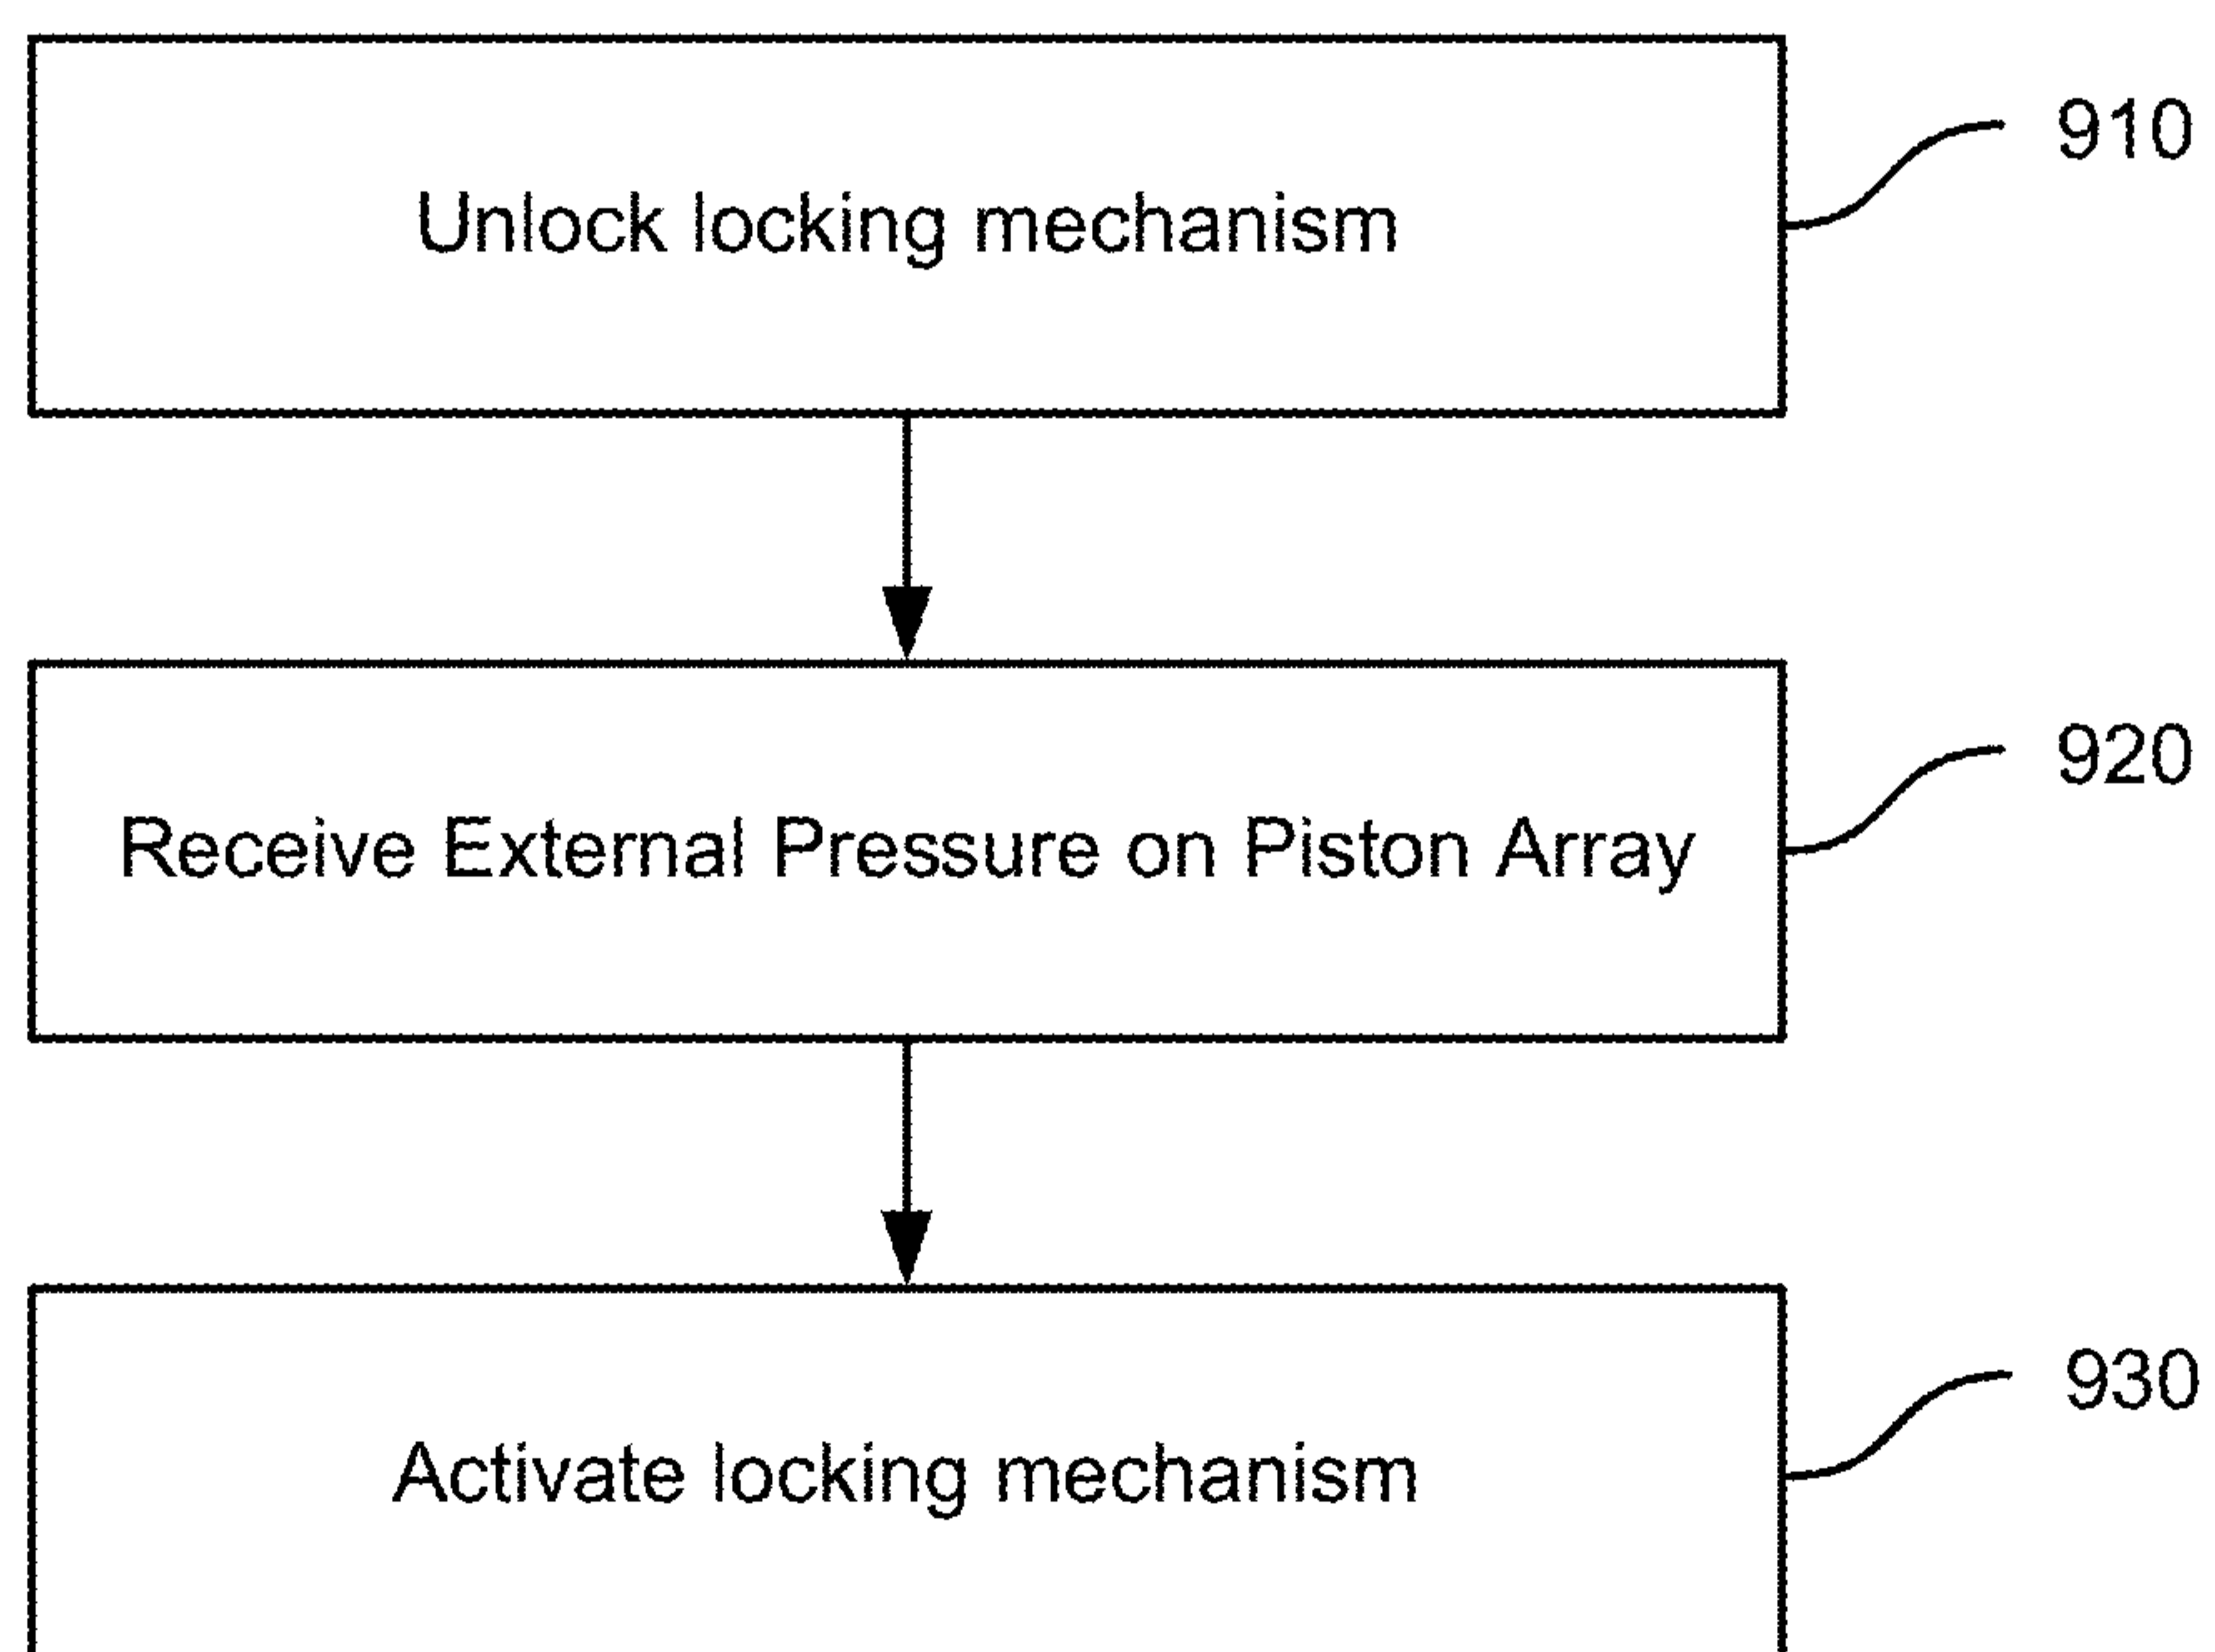 910
Unlock locking mechanism
920
Receive External Pressure on Piston Array
930
Activate locking mechanism